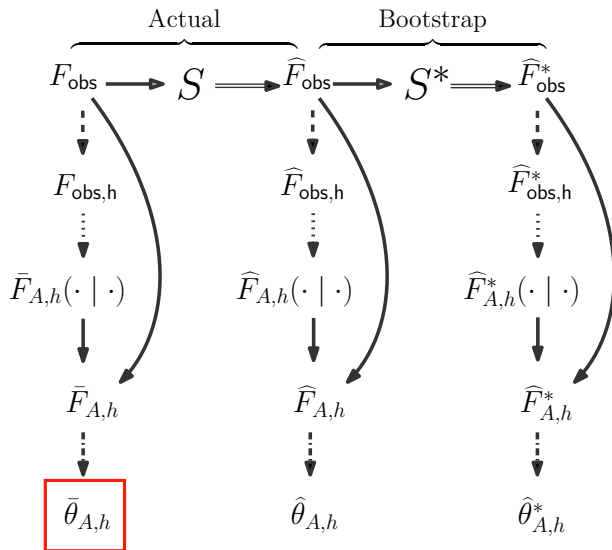 Actual Bootstrap
F_obs S F̂_obs S* F̂*_obs
F_obs,h F̂_obs,h F̂*_obs,h
F̄_A,h(· | ·) F̂_A,h(· | ·) F̂*_A,h(· | ·)
F̄_A,h F̂_A,h F̂*_A,h
θ̄_A,h θ̂_A,h θ̂*_A,h